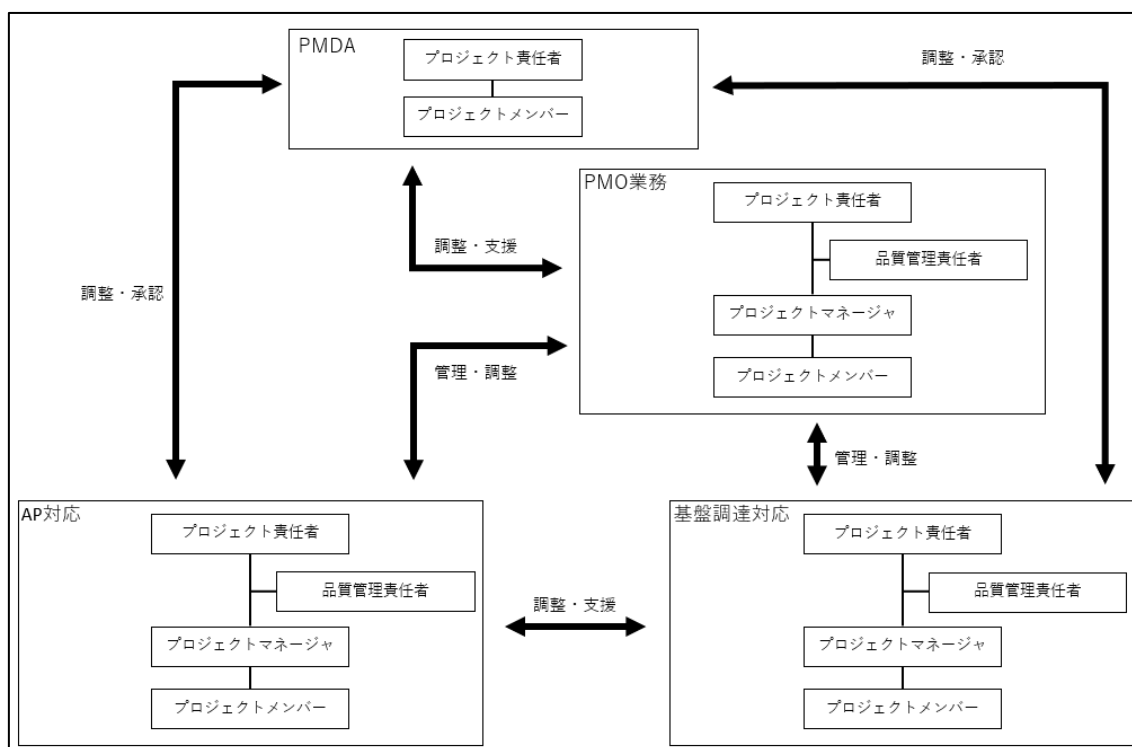 PMDA
プロジェクト責任者
プロジェクトメンバー
調整・承認
調整・承認
PMO業務
プロジェクト責任者
品質管理責任者
プロジェクトマネージャ
プロジェクトメンバー
調整・支援
管理・調整
管理・調整
AP対応
プロジェクト責任者
品質管理責任者
プロジェクトマネージャ
プロジェクトメンバー
調整・支援
基盤調達対応
プロジェクト責任者
品質管理責任者
プロジェクトマネージャ
プロジェクトメンバー